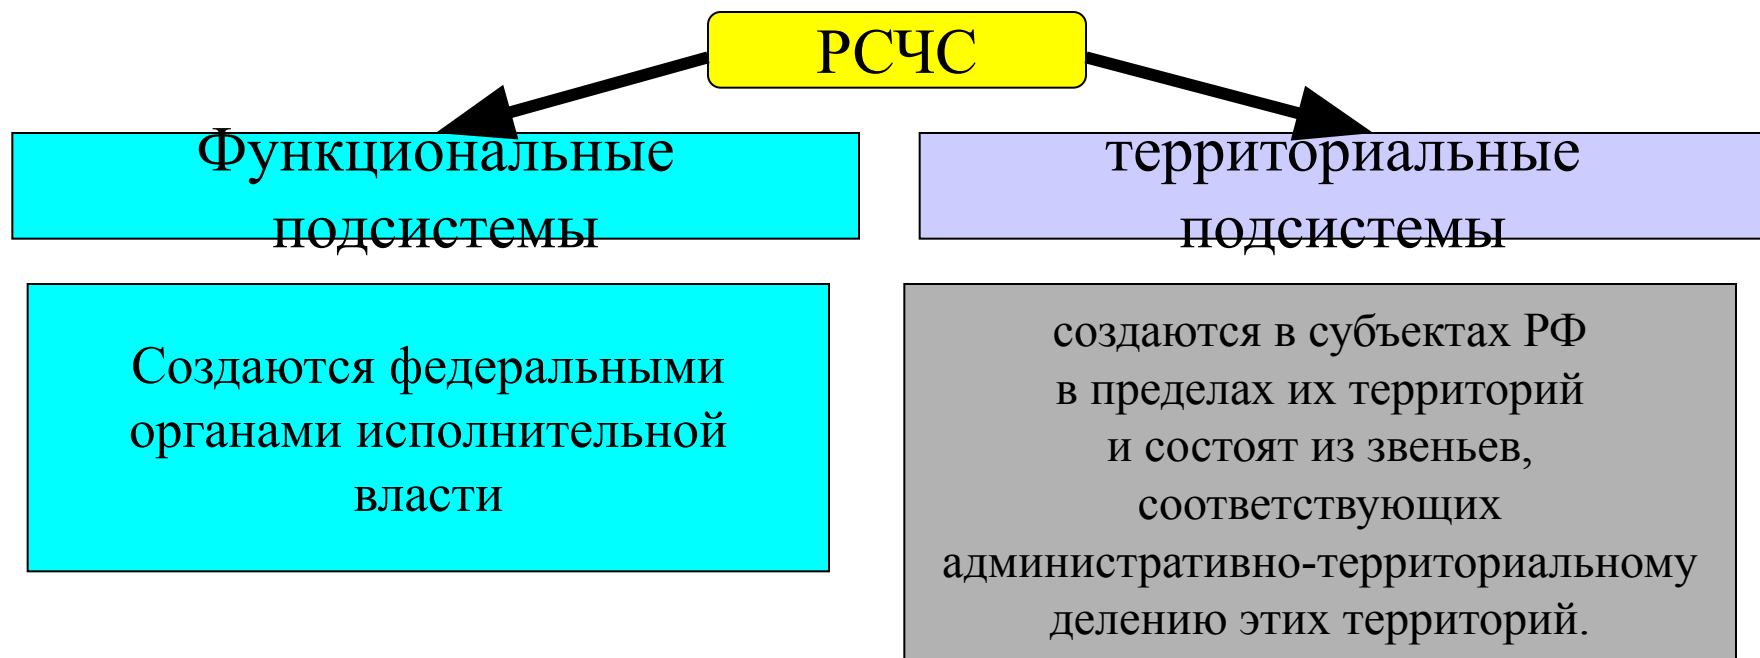 РСЧС
Функциональные
подсистемы
территориальные
подсистемы
Создаются федеральными
органами исполнительной
власти
создаются в субъектах РФ
в пределах их территорий
и состоят из звеньев,
соответствующих
административно-территориальному
делению этих территорий.